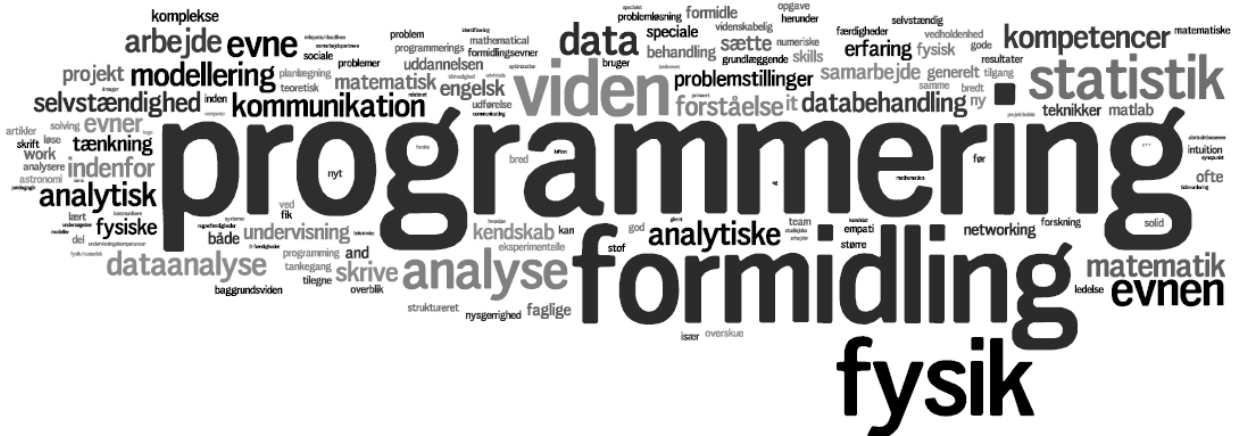 komplekse
arbejde evne
problem
programmerings
problemer
mathematical
formidlingsevner
uddannelsen
problemløsning
speciale
data
bruger
formidle
videnskabelig
behandling sætte
grundlæggende
opgave
herunder
numeriske
skills
færdigheder
erfaring
selvstændig
vedholdenhed
fysisk
gode
resultater
kompetencer
matematiske
projekt modellering
sociale
planlægning
teoretisk
matematisk
engelsk
viden
problemstillinger
samarbejde generelt
tilgang
samme
bredt
statistik
selvstændighed
inden
kommunikation
udførelse
forståelse
it databehandling ny
teknikker matlab
artikler
solving
evner
skrift
løse
tænkning
work
analysere
indenfor
astronomi
analytisk
programmering
nyt
bred
før
intuition
ofte
lært
fysiske
del
ved
fik
undervisning
både
kendskab
kan
god
eksperimentelle
stof
analytiske
team
empati
større
networking
forskning
solid
dataanalyse
programming
and
tankegang
tilegne
skrive
overblik
analyse
formidling
matematik
ledelse
evnen
baggrundsviden
struktureret
nysgerrighed
faglige
især
overskue
fysik